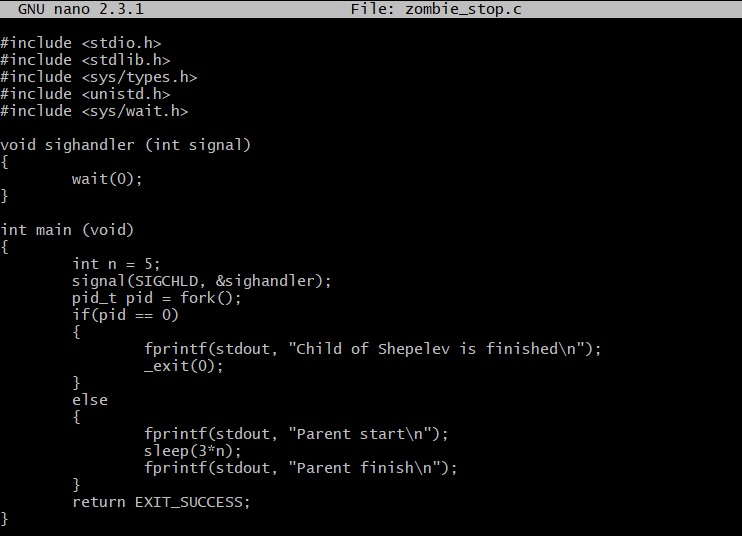 GNU nano 2.3.1 File: zombie_stop.c
#include <stdio.h>
#include <stdlib.h>
#include <sys/types.h>
#include <unistd.h>
#include <sys/wait.h>
void sighandler (int signal)
{
wait(0);
}
int main (void)
{
int n = 5;
signal(SIGCHLD, &sighandler);
pid_t pid = fork();
if(pid == 0)
{
fprintf(stdout, "Child of Shepelev is finished\n");
_exit(0);
}
else
{
fprintf(stdout, "Parent start\n");
sleep(3*n);
fprintf(stdout, "Parent finish\n");
}
return EXIT_SUCCESS;
}